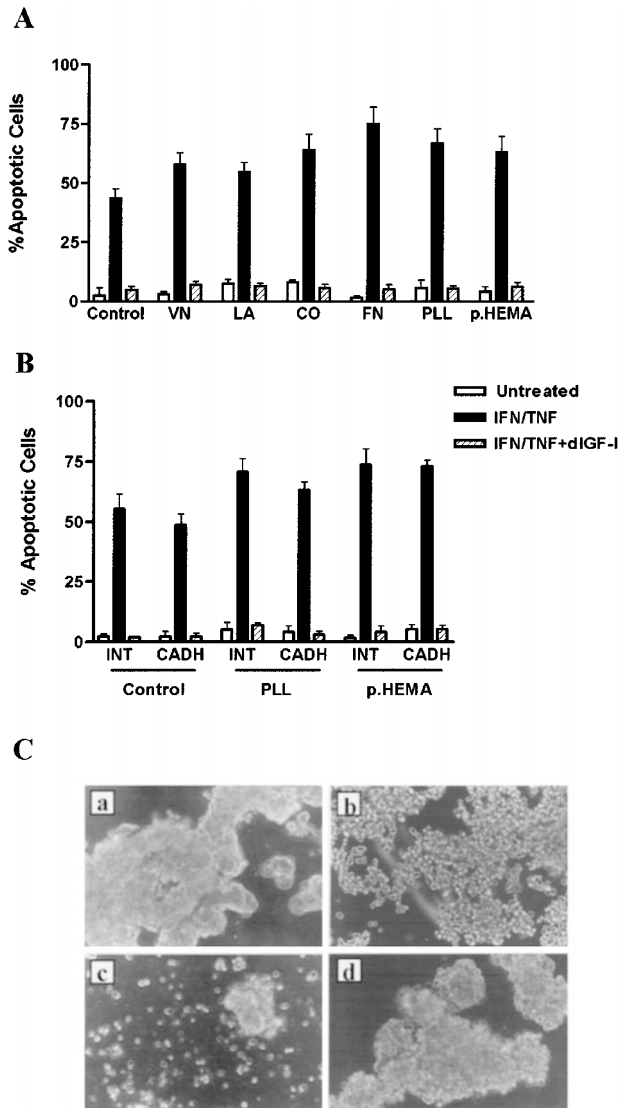 A
100
75
50
25
0
%Apoptotic Cells
Control VN LA CO FN PLL p.HEMA
B
Untreated
IFN/TNF
IFN/TNF+dIGF-I
100
75
50
25
0
% Apoptotic Cells
INT CADH INT CADH INT CADH
Control PLL p.HEMA
C
a
b
c
d